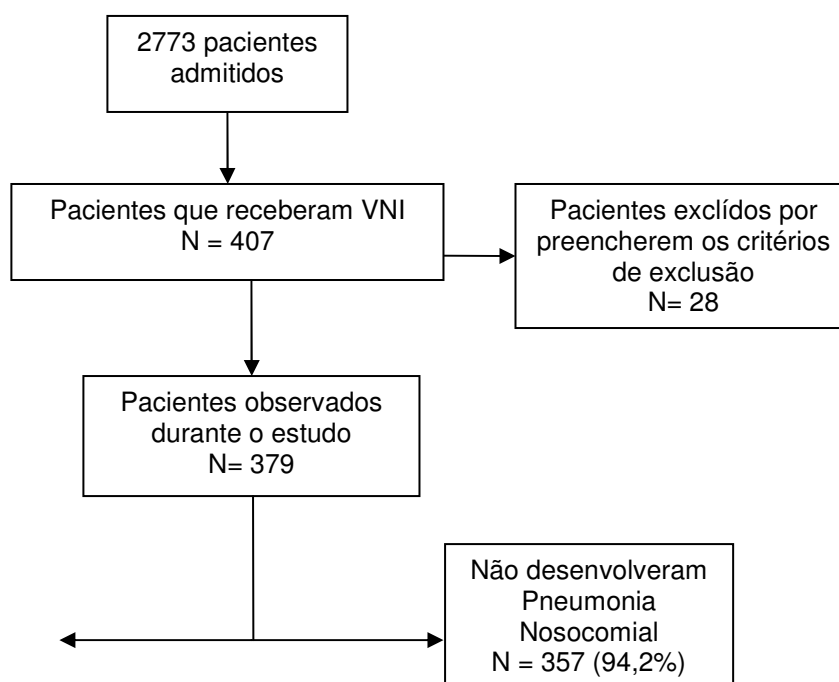 2773 pacientes
admitidos
Pacientes que receberam VNI
N = 407
Pacientes exclídos por
preencherem os critérios
de exclusão
N= 28
Pacientes observados
durante o estudo
N= 379
Não desenvolveram
Pneumonia
Nosocomial
N = 357 (94,2%)